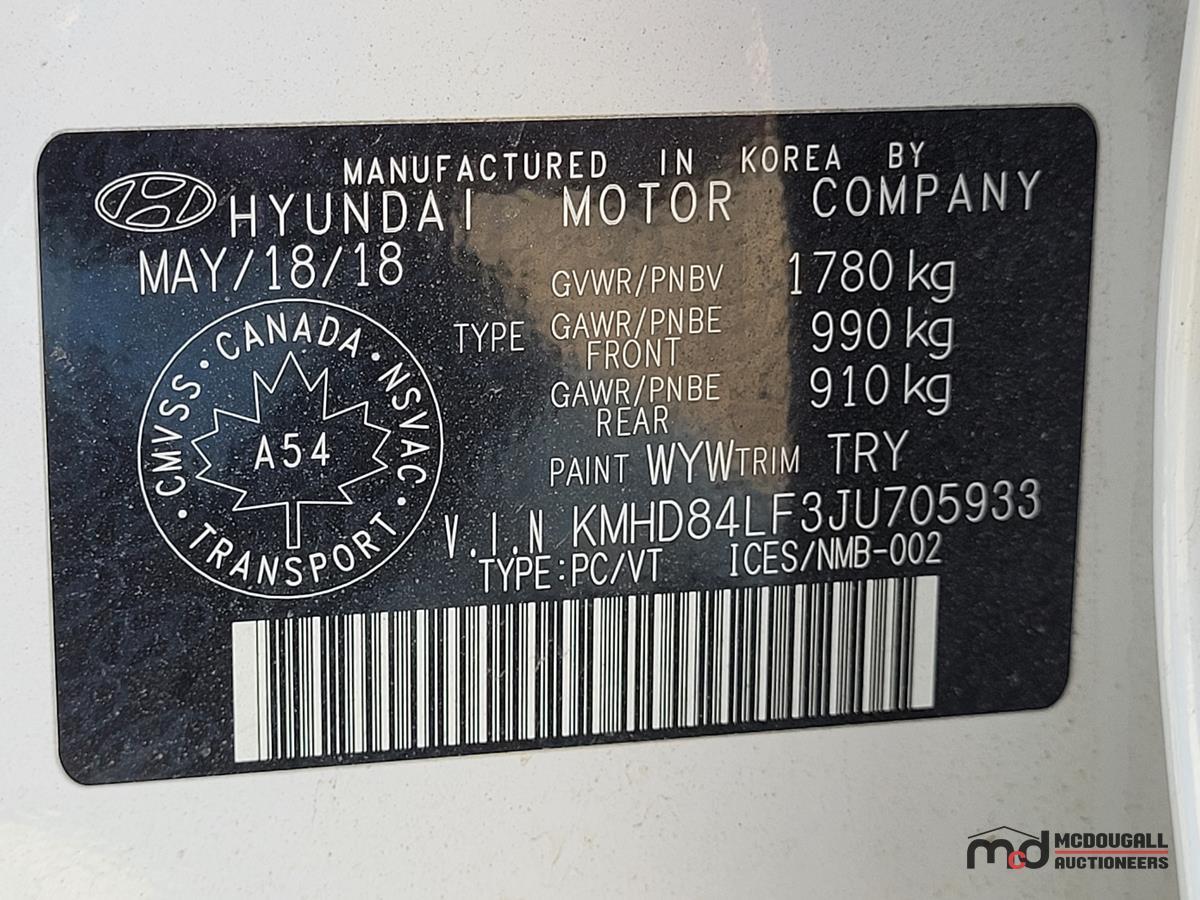 MANUFACTURED IN KOREA BY
HYUNDAI MOTOR COMPANY
MAY/18/18
GVWR/PNBV 1780 kg
TYPE GAWR/PNBE FRONT 990 kg
GAWR/PNBE REAR 910 kg
PAINT WYW TRIM TRY
V.I.N KMHD84LF3JU705933
TYPE:PC/VT ICES/NMB-002
CMVSS · CANADA · NSVAC · TRANSPORT ·
A54
mcd MCDOUGALL
AUCTIONEERS